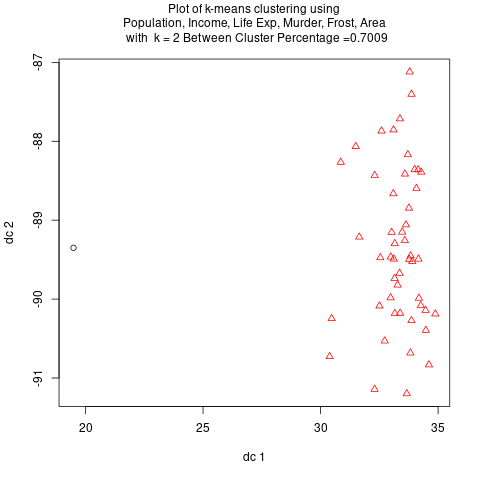 Plot of k-means clustering using
Population, Income, Life Exp, Murder, Frost, Area
with k = 2 Between Cluster Percentage =0.7009
-87
-88
-89
-90
-91
dc 2
20 25 30 35
dc 1